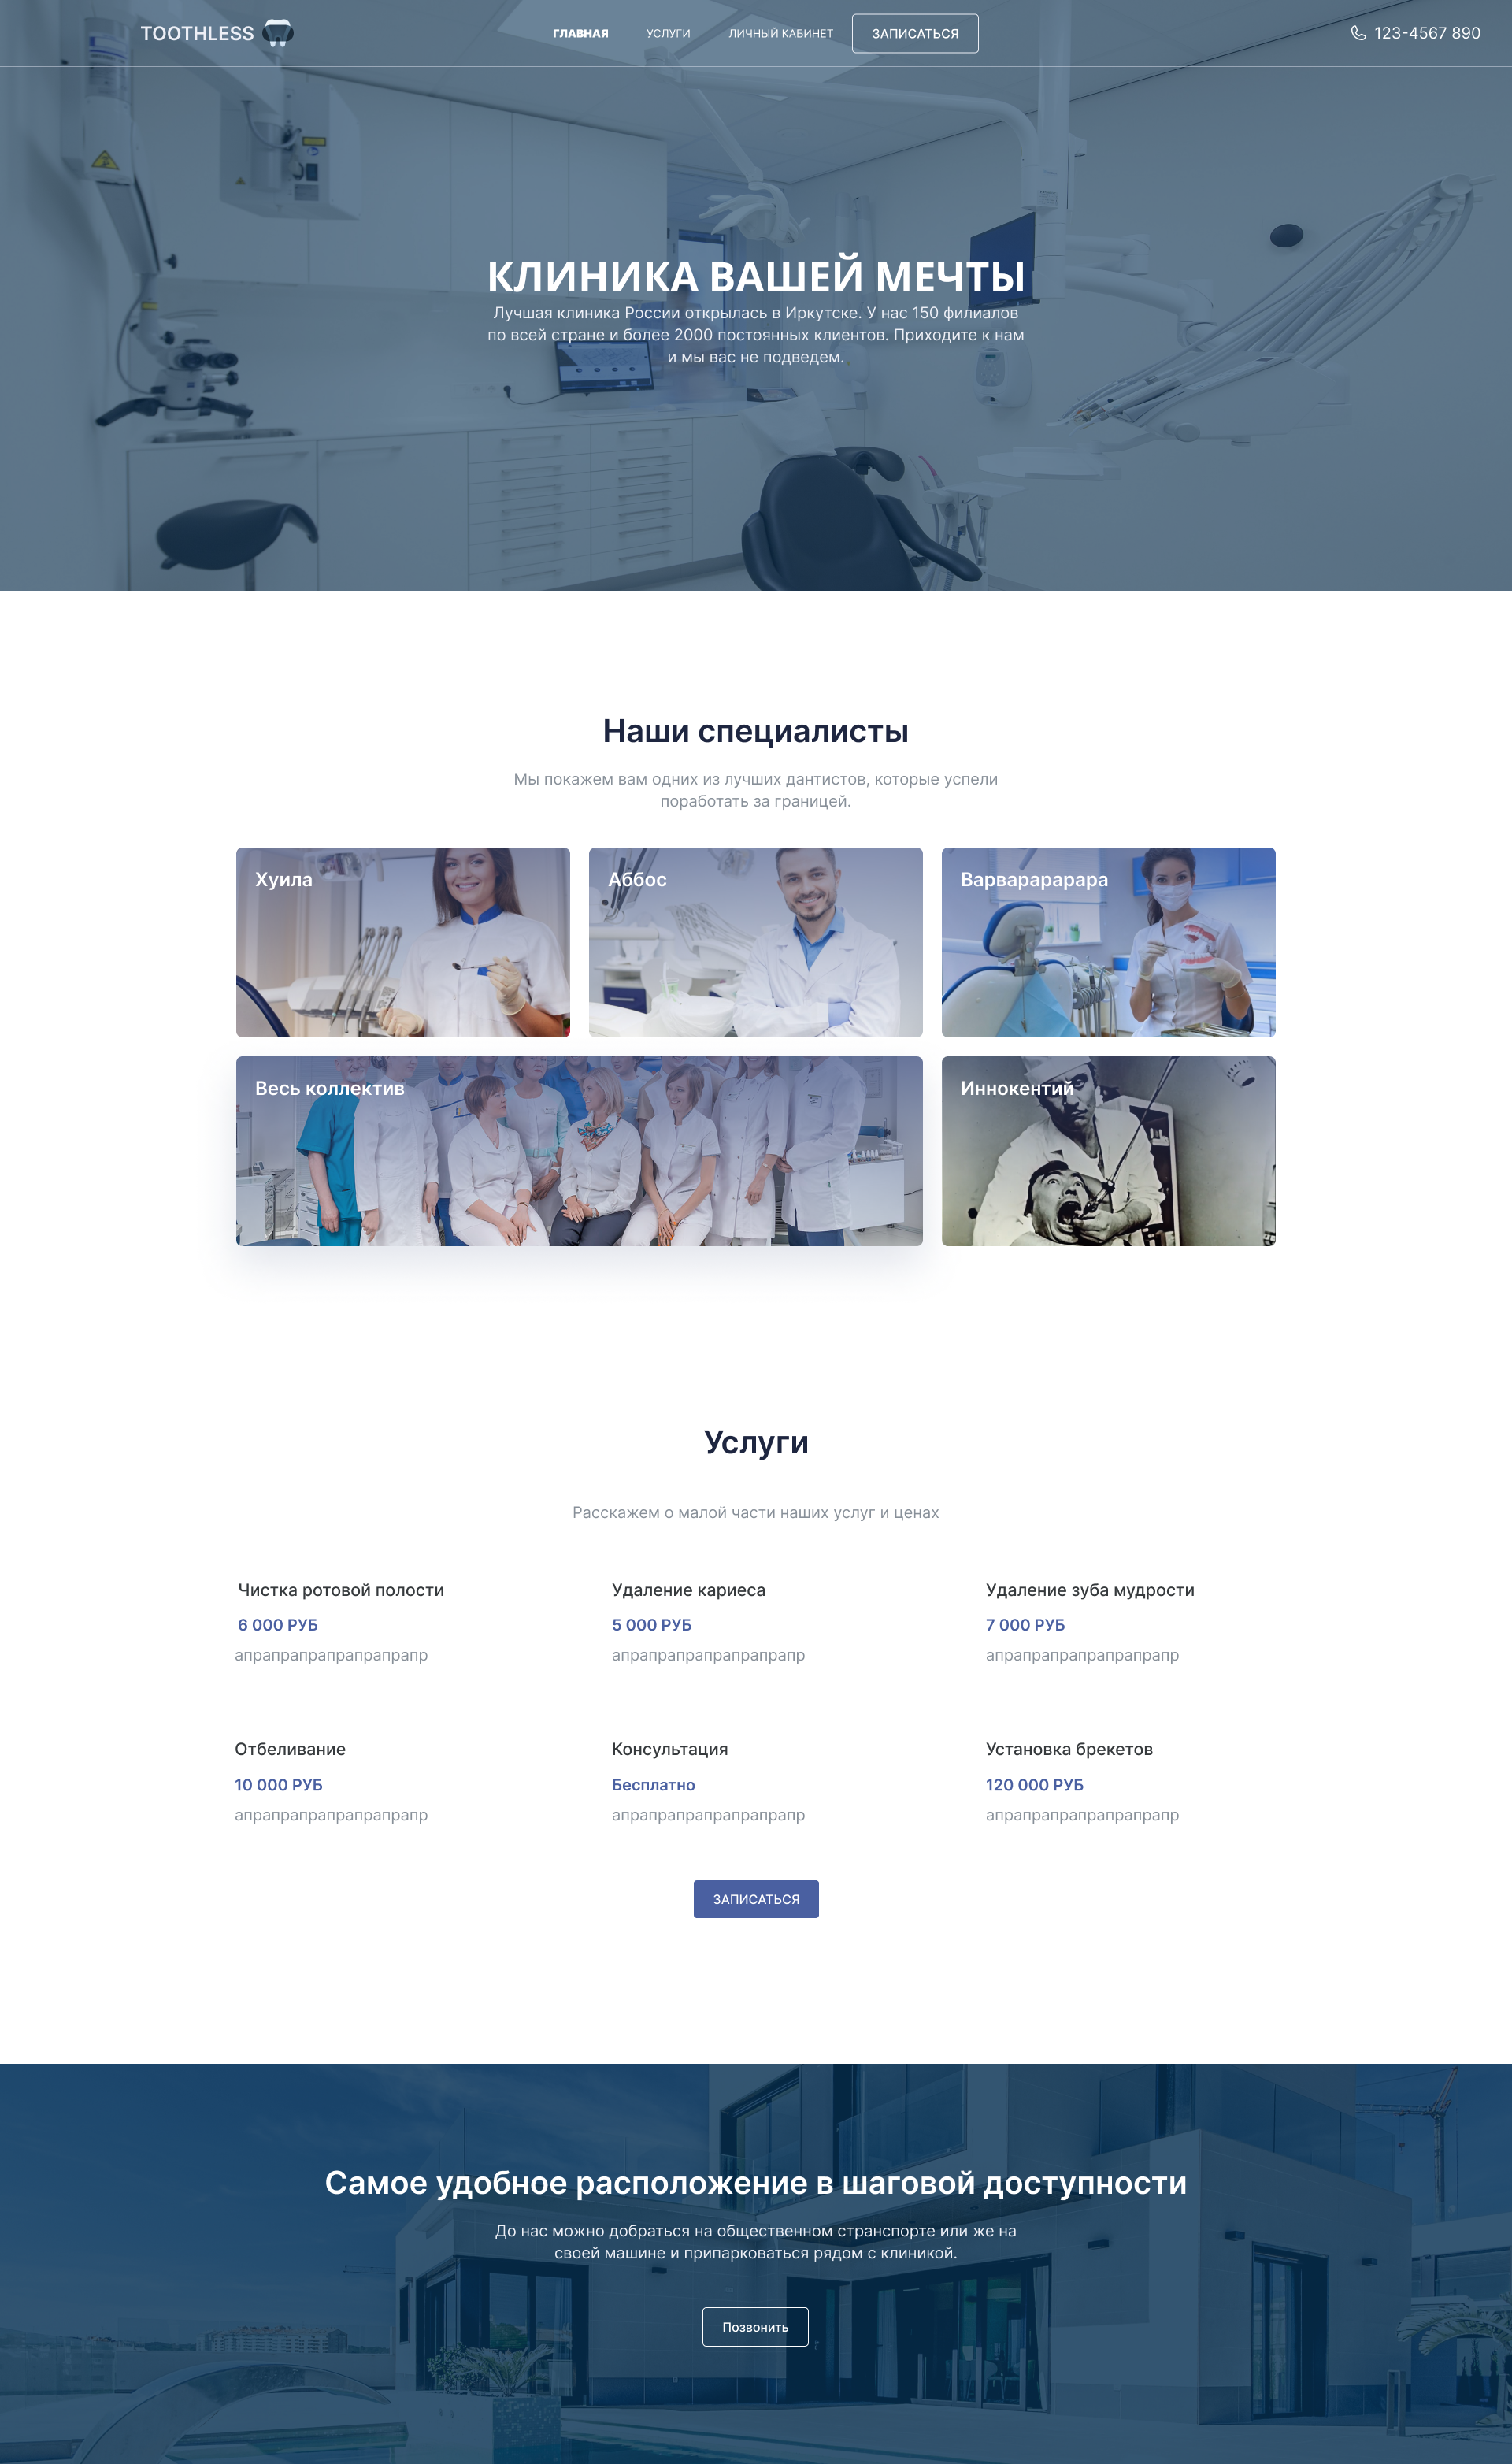 TOOTHLESS
ГЛАВНАЯ
УСЛУГИ
ЛИЧНЫЙ КАБИНЕТ
ЗАПИСАТЬСЯ
123-4567 890
КЛИНИКА ВАШЕЙ МЕЧТЫ
Лучшая клиника России открылась в Иркутске. У нас 150 филиалов
по всей стране и более 2000 постоянных клиентов. Приходите к нам
и мы вас не подведем.
Наши специалисты
Мы покажем вам одних из лучших дантистов, которые успели
поработать за границей.
Хуила
Аббос
Варварарарара
Весь коллектив
Иннокентий
Услуги
Расскажем о малой части наших услуг и ценах
Чистка ротовой полости
6 000 РУБ
апрапрапрапрапрапрапр
Удаление кариеса
5 000 РУБ
апрапрапрапрапрапрапр
Удаление зуба мудрости
7 000 РУБ
апрапрапрапрапрапрапр
Отбеливание
10 000 РУБ
апрапрапрапрапрапрапр
Консультация
Бесплатно
апрапрапрапрапрапрапр
Установка брекетов
120 000 РУБ
апрапрапрапрапрапрапр
ЗАПИСАТЬСЯ
Самое удобное расположение в шаговой доступности
До нас можно добраться на общественном странспорте или же на
своей машине и припарковаться рядом с клиникой.
Позвонить